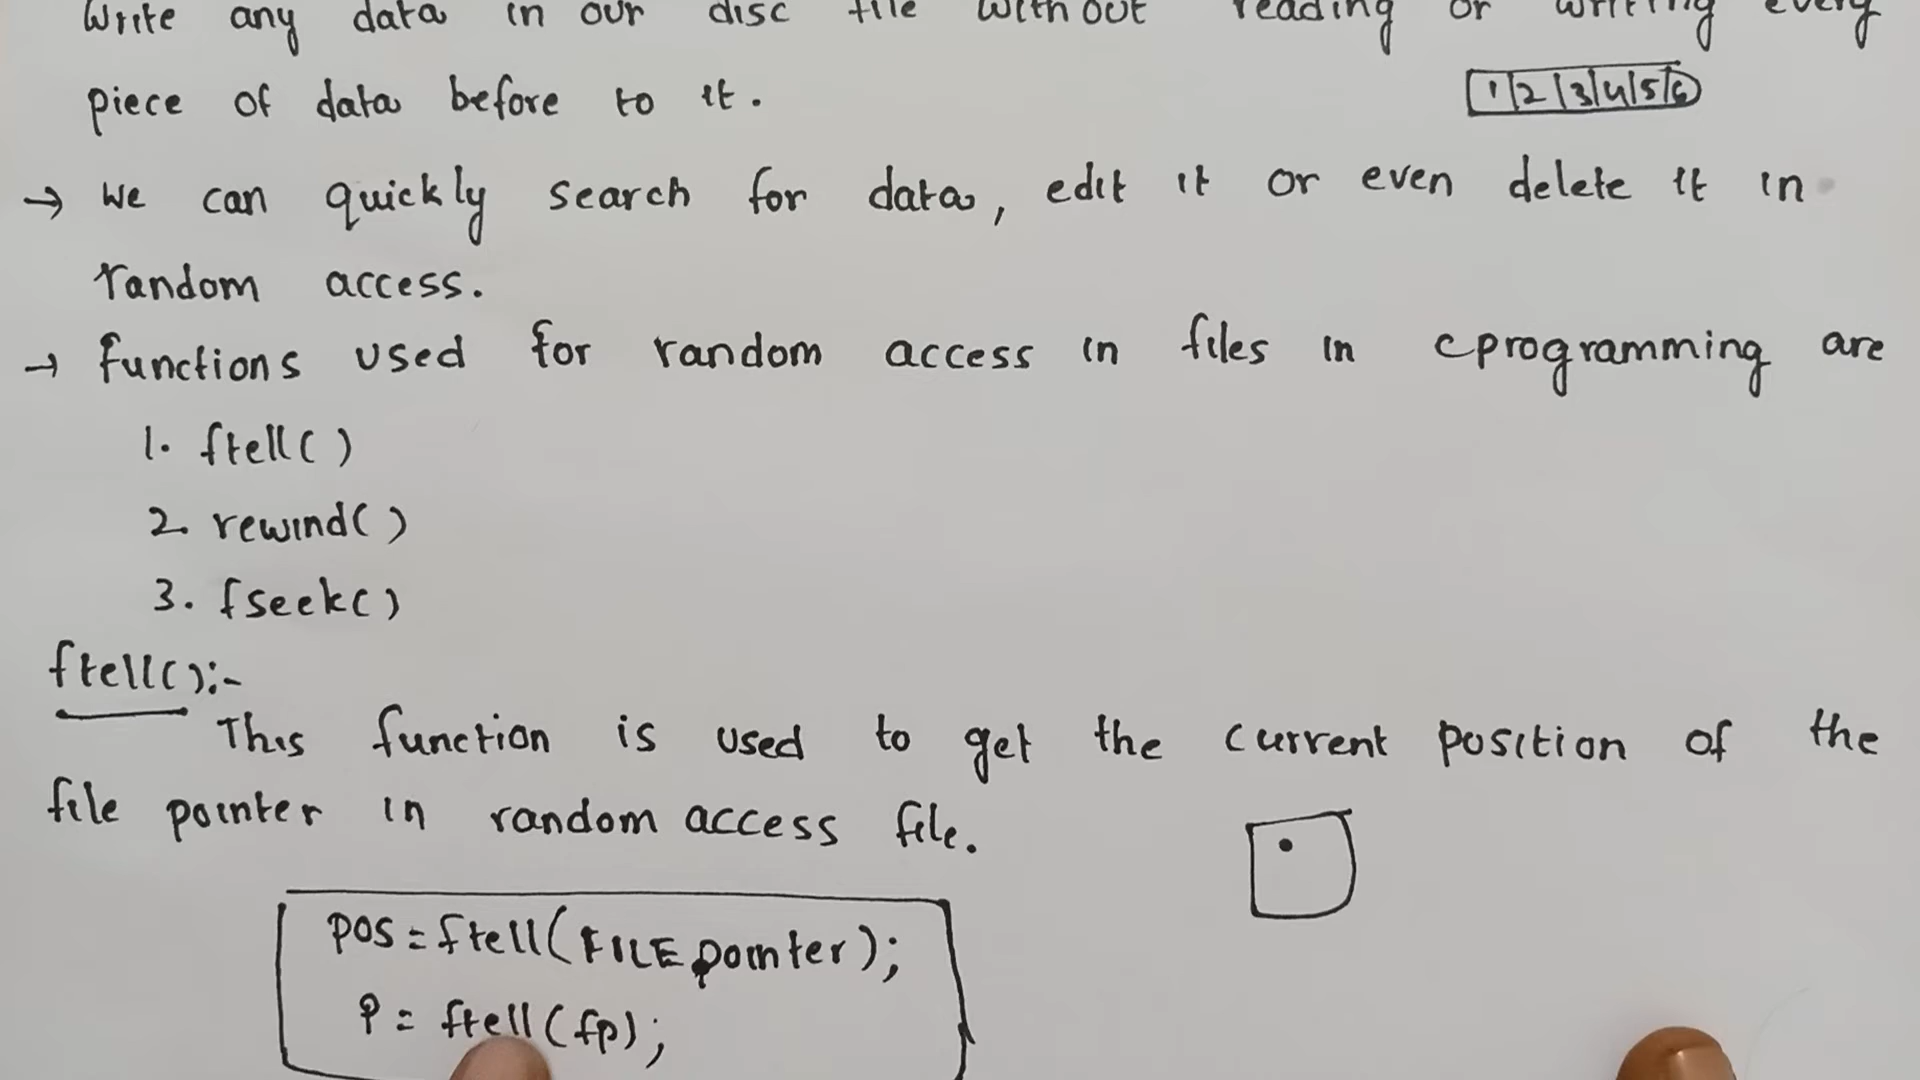 Write any data in our disc file without reading or writing every
piece of data before to it.
1 2 3 4 5 6
→ We can quickly search for data, edit it or even delete it in
random access.
→ functions used for random access in files in cprogramming are
1. ftell( )
2. rewind( )
3. fseek( )
ftell():-
This function is used to get the current position of the
file pointer in random access file.
pos = ftell(FILE pointer);
P = ftell(fp);